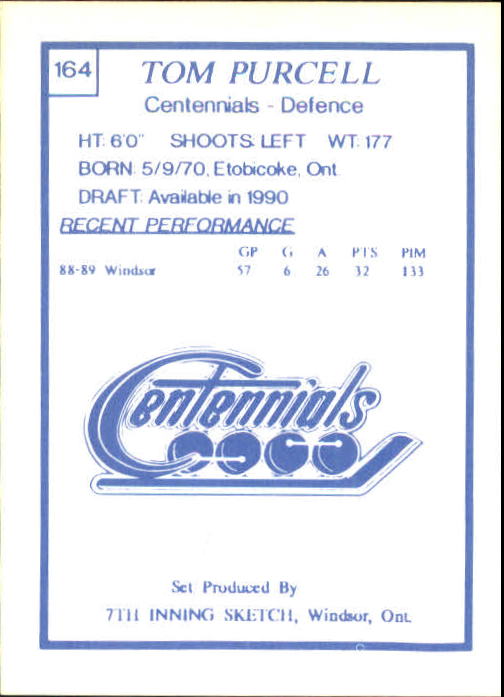 164
TOM PURCELL
Centennials - Defence
HT: 6'0" SHOOTS: LEFT WT: 177
BORN: 5/9/70, Etobicoke, Ont.
DRAFT: Available in 1990
RECENT PERFORMANCE
GP G A PTS PIM
88-89 Windsor 57 6 26 32 133
Centennials
Set Produced By
7TH INNING SKETCH, Windsor, Ont.